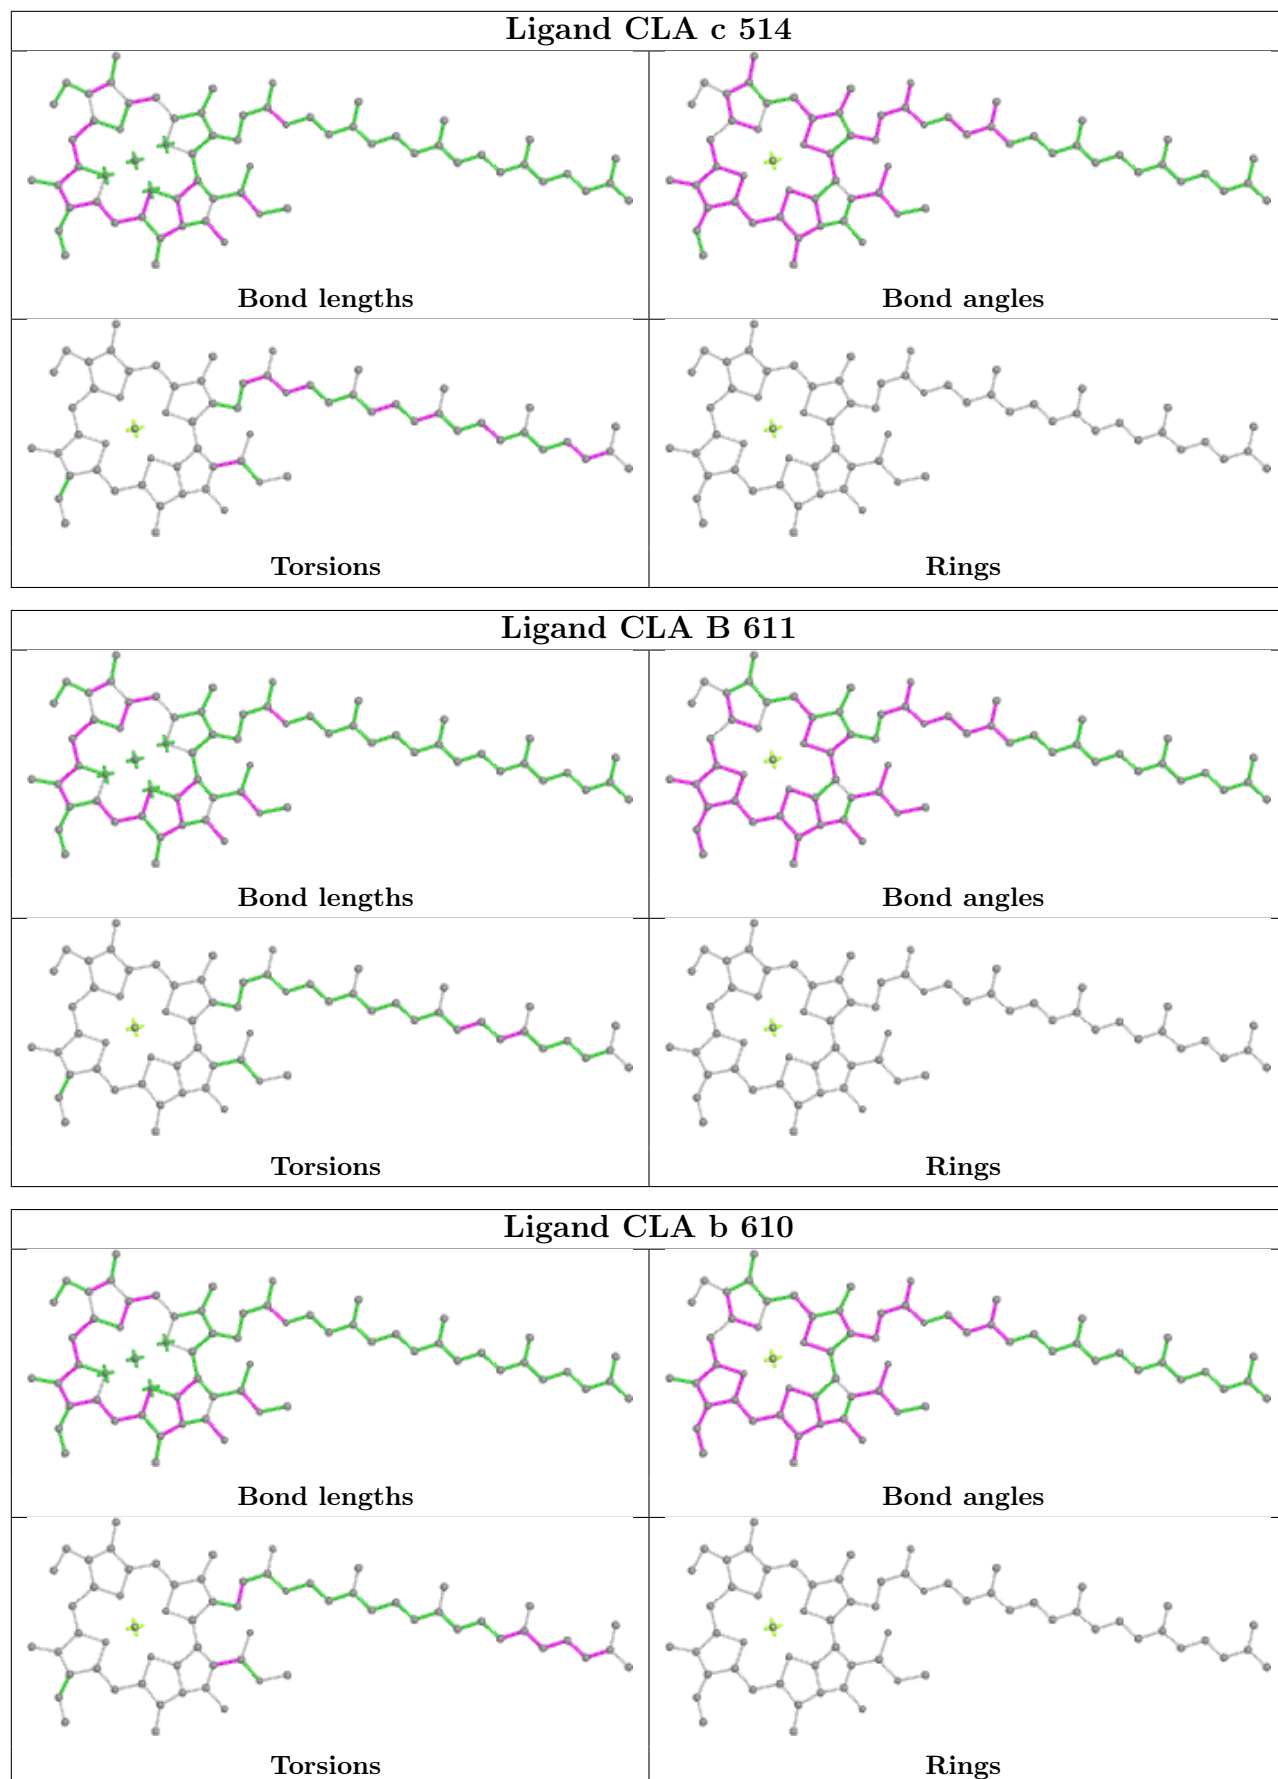 Ligand CLA c 514
Bond lengths
Bond angles
Torsions
Rings
Ligand CLA B 611
Bond lengths
Bond angles
Torsions
Rings
Ligand CLA b 610
Bond lengths
Bond angles
Torsions
Rings